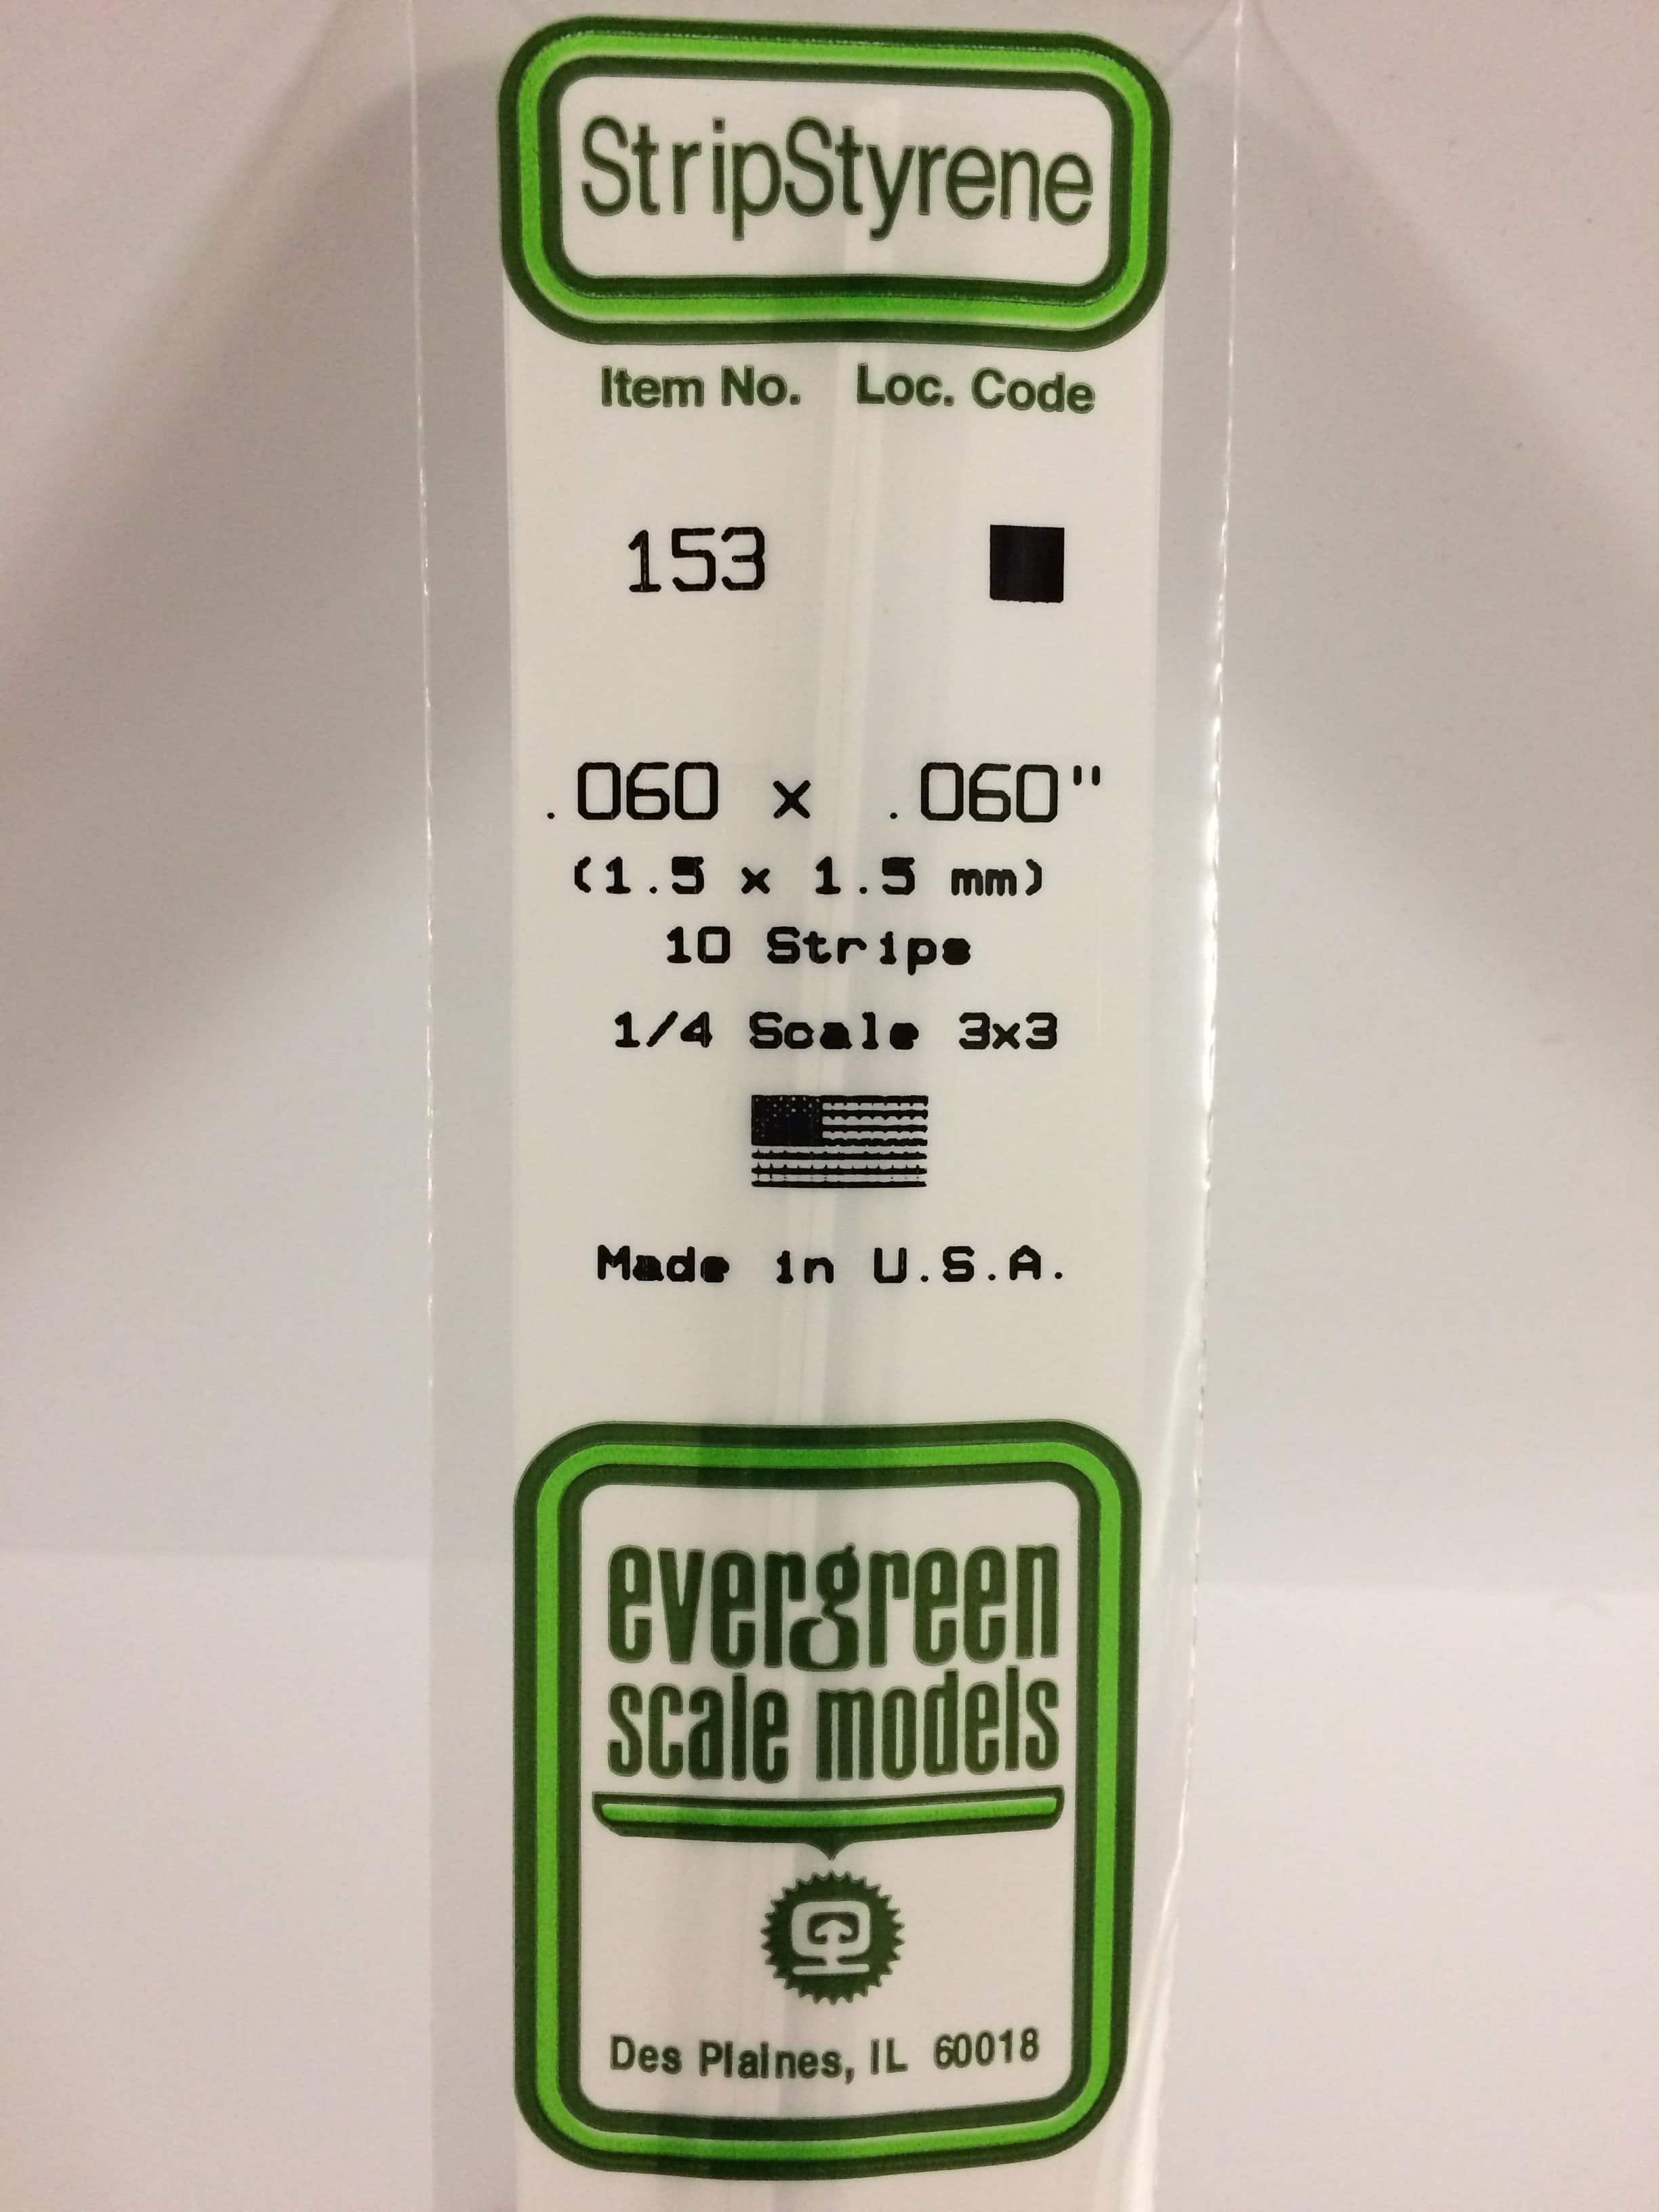 StripStyrene
Item No. Loc. Code
153
.060 x .060"
(1.5 x 1.5 mm)
10 Strips
1/4 Scale 3x3
Made in U.S.A.
evergreen
scale models
Des Plaines, IL 60018